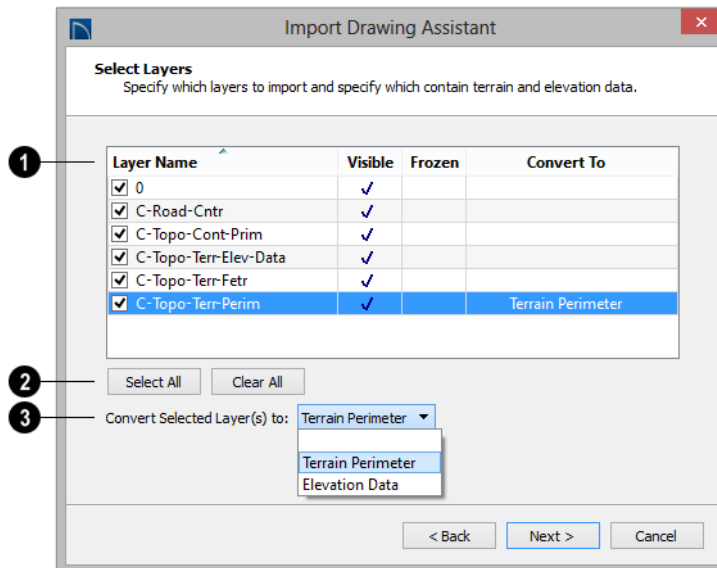 Import Drawing Assistant
Select Layers
Specify which layers to import and specify which contain terrain and elevation data.
1
Layer Name Visible Frozen Convert To
0
C-Road-Cntr
C-Topo-Cont-Prim
C-Topo-Terr-Elev-Data
C-Topo-Terr-Fetr
C-Topo-Terr-Perim Terrain Perimeter
2 Select All Clear All
3 Convert Selected Layer(s) to: Terrain Perimeter
Terrain Perimeter
Elevation Data
< Back Next > Cancel